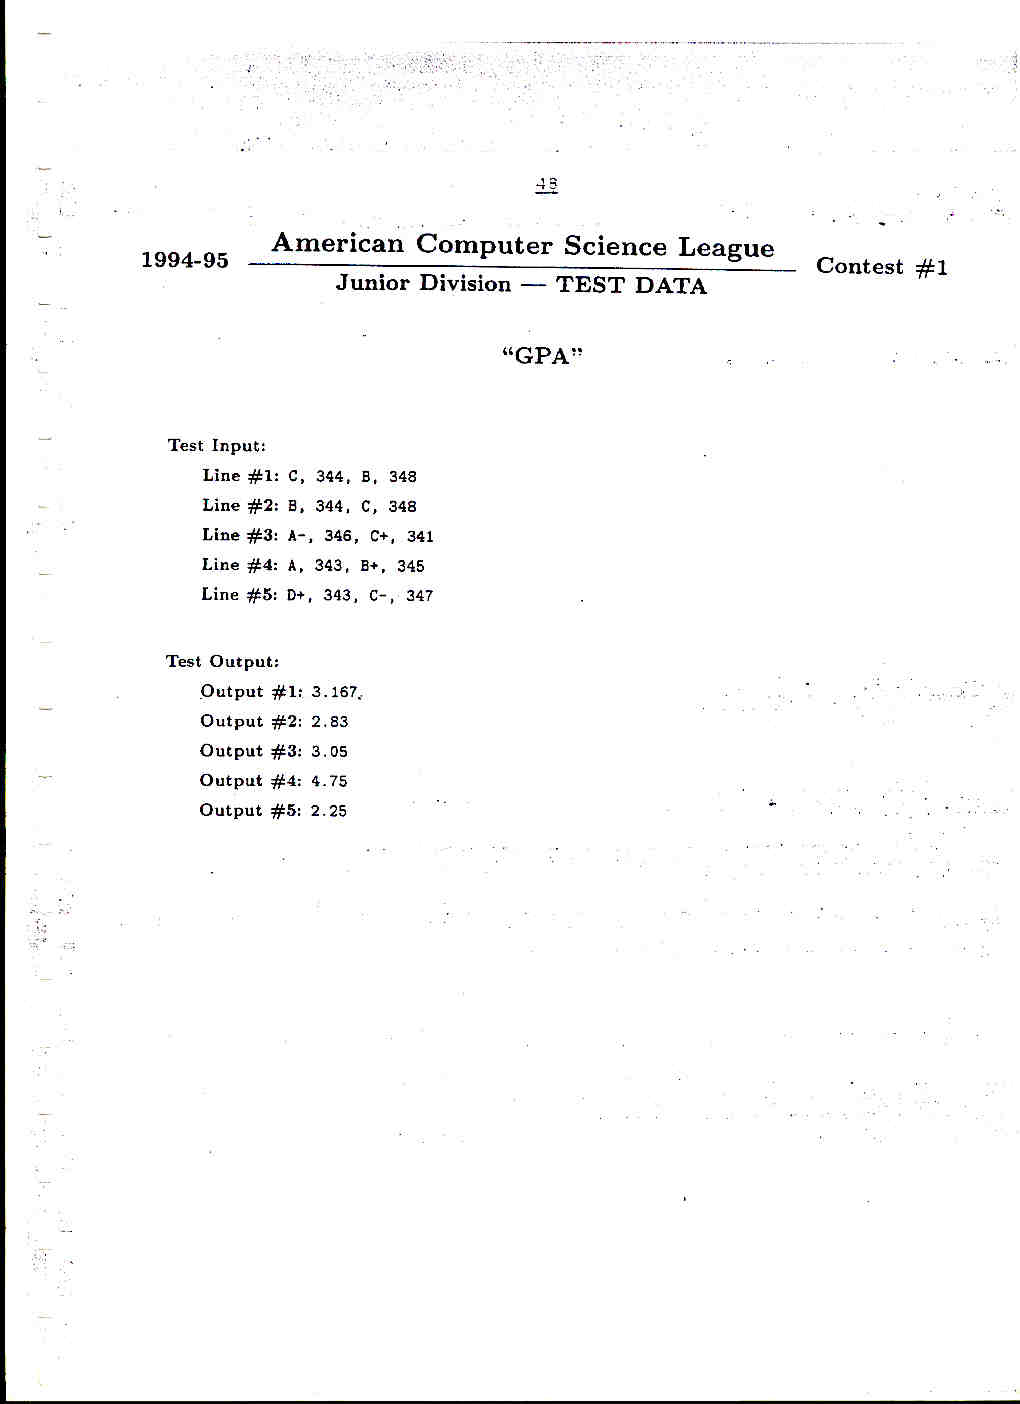 48
American Computer Science League
1994-95
Contest #1
Junior Division — TEST DATA
“GPA”
Test Input:
Line #1: C, 344, B, 348
Line #2: B, 344, C, 348
Line #3: A-, 346, C+, 341
Line #4: A, 343, B+, 345
Line #5: D+, 343, C-, 347
Test Output:
Output #1: 3.167
Output #2: 2.83
Output #3: 3.05
Output #4: 4.75
Output #5: 2.25